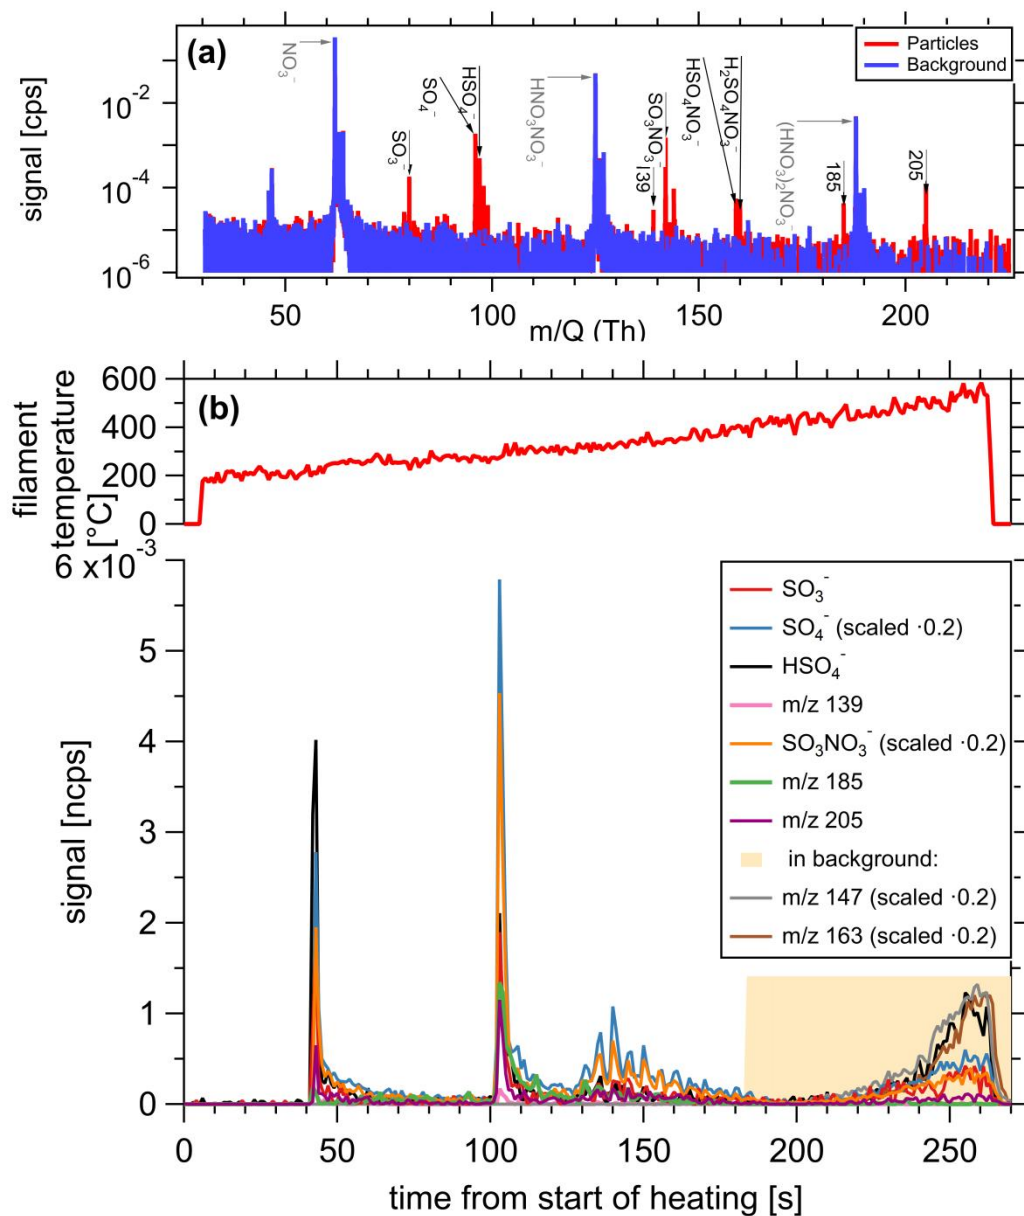 (a)
Particles
Background
NO₃⁻
SO₃⁻
SO₄⁻
HSO₄⁻
HNO₃NO₃⁻
SO₃NO₃⁻
139
HSO₄NO₃⁻
H₂SO₄NO₃⁻
(HNO₃)₂NO₃⁻
185
205
signal [cps]
10⁻²
10⁻⁴
10⁻⁶
50 100 150 200
m/Q (Th)
(b)
filament
temperature
[°C]
600
400
200
0
6 x10⁻³
5
4
3
2
1
0
signal [ncps]
SO₃⁻
SO₄⁻ (scaled ·0.2)
HSO₄⁻
m/z 139
SO₃NO₃⁻ (scaled ·0.2)
m/z 185
m/z 205
in background:
m/z 147 (scaled ·0.2)
m/z 163 (scaled ·0.2)
0 50 100 150 200 250
time from start of heating [s]